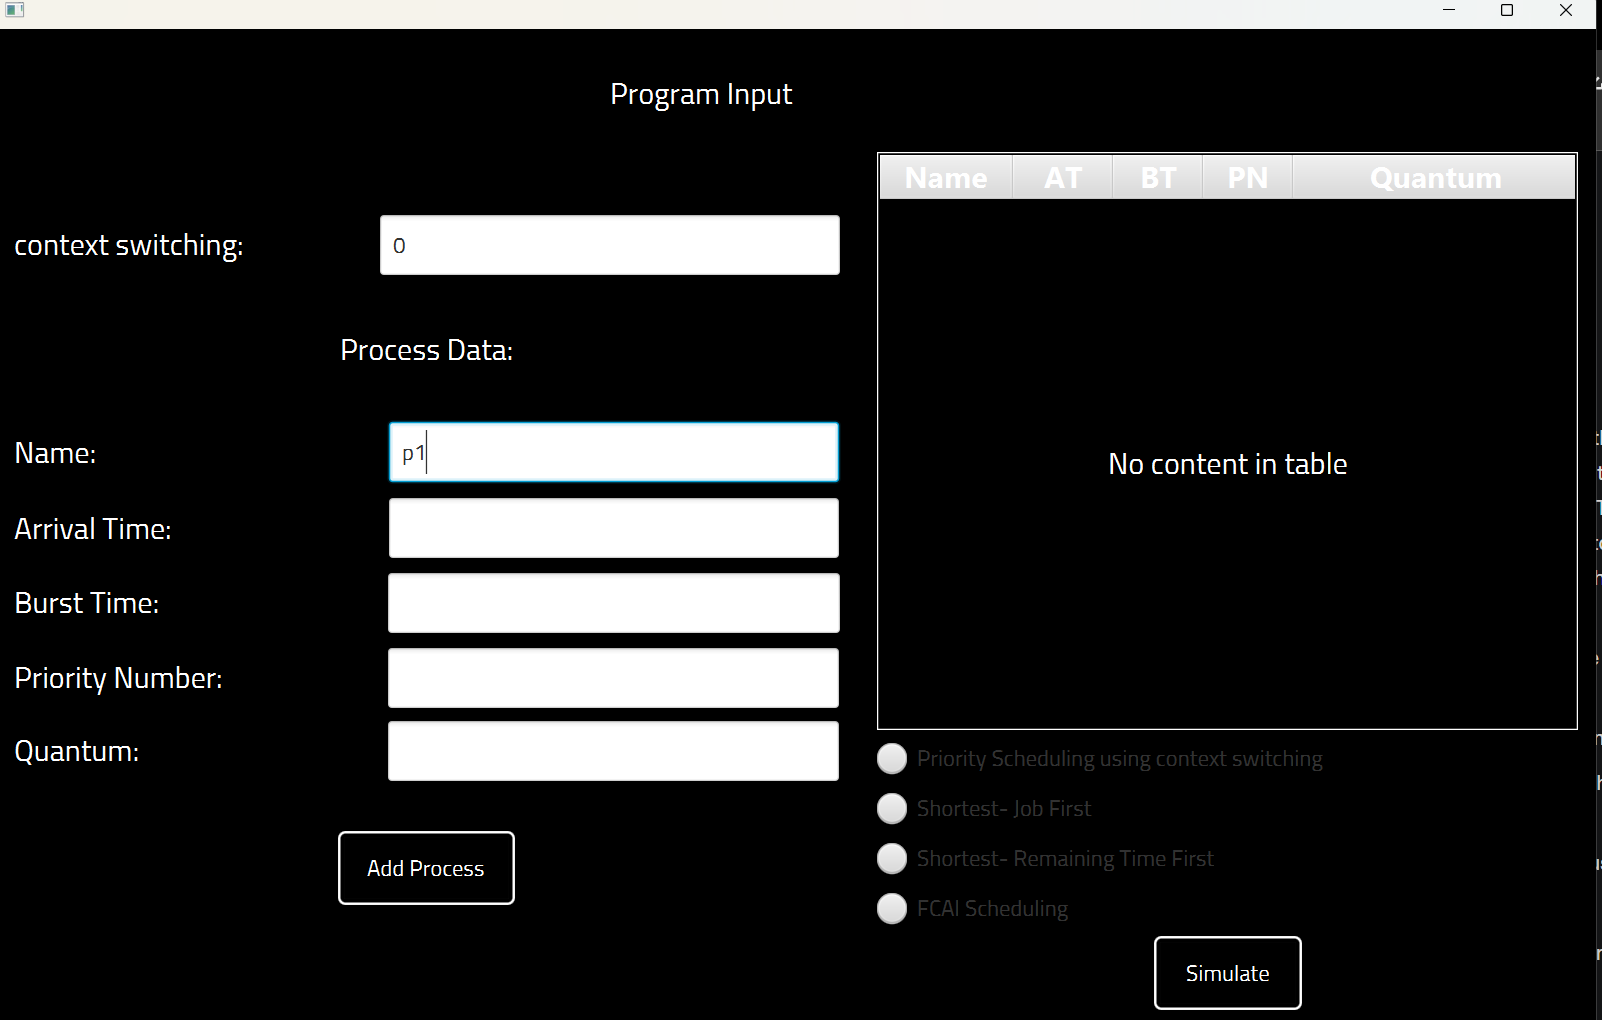 Program Input
context switching:
0
Process Data:
Name:
p1
Arrival Time:
Burst Time:
Priority Number:
Quantum:
Add Process
Name AT BT PN Quantum
No content in table
Priority Scheduling using context switching
Shortest- Job First
Shortest- Remaining Time First
FCAI Scheduling
Simulate